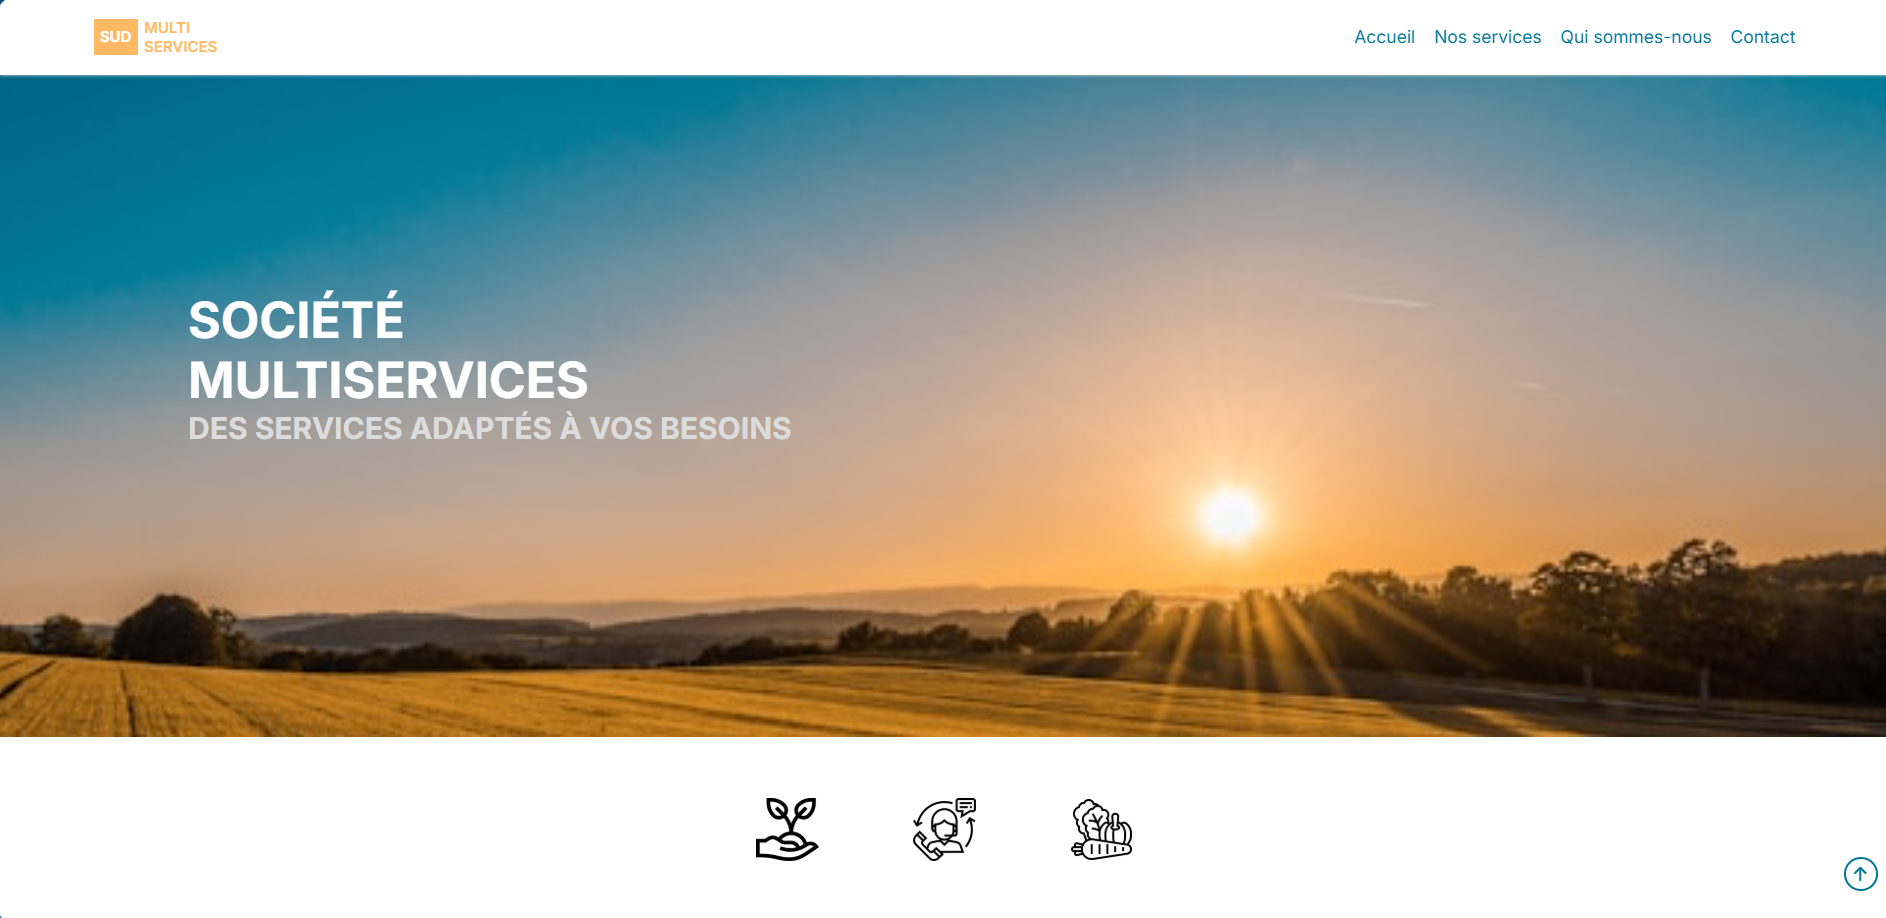 SUD
MULTI
SERVICES
Accueil Nos services Qui sommes-nous Contact
SOCIÉTÉ
MULTISERVICES
DES SERVICES ADAPTÉS À VOS BESOINS